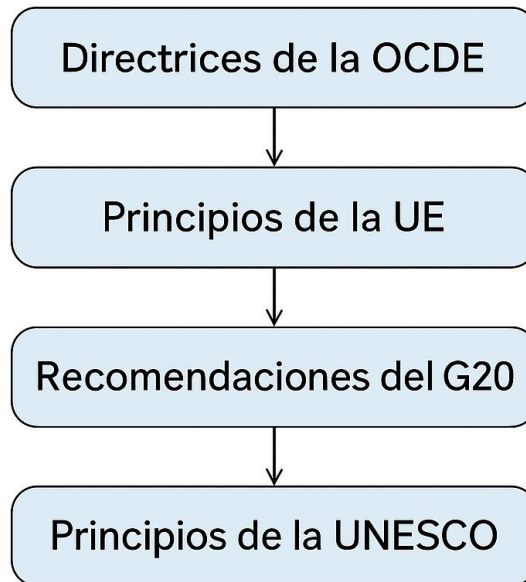 Directrices de la OCDE
Principios de la UE
Recomendaciones del G20
Principios de la UNESCO